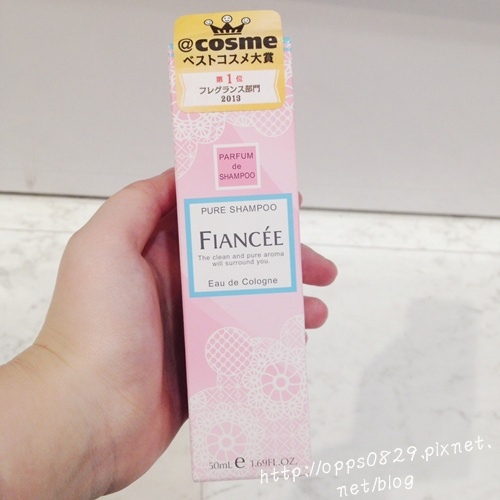 @cosme
ベストコスメ大賞
第1位
フレグランス部門
2013
PARFUM
de
SHAMPOO
PURE SHAMPOO
FIANCÉE
The clean and pure aroma
will surround you.
Eau de Cologne
50mL e 1.69FL.OZ.
http://opps0829.pixnet.
net/blog